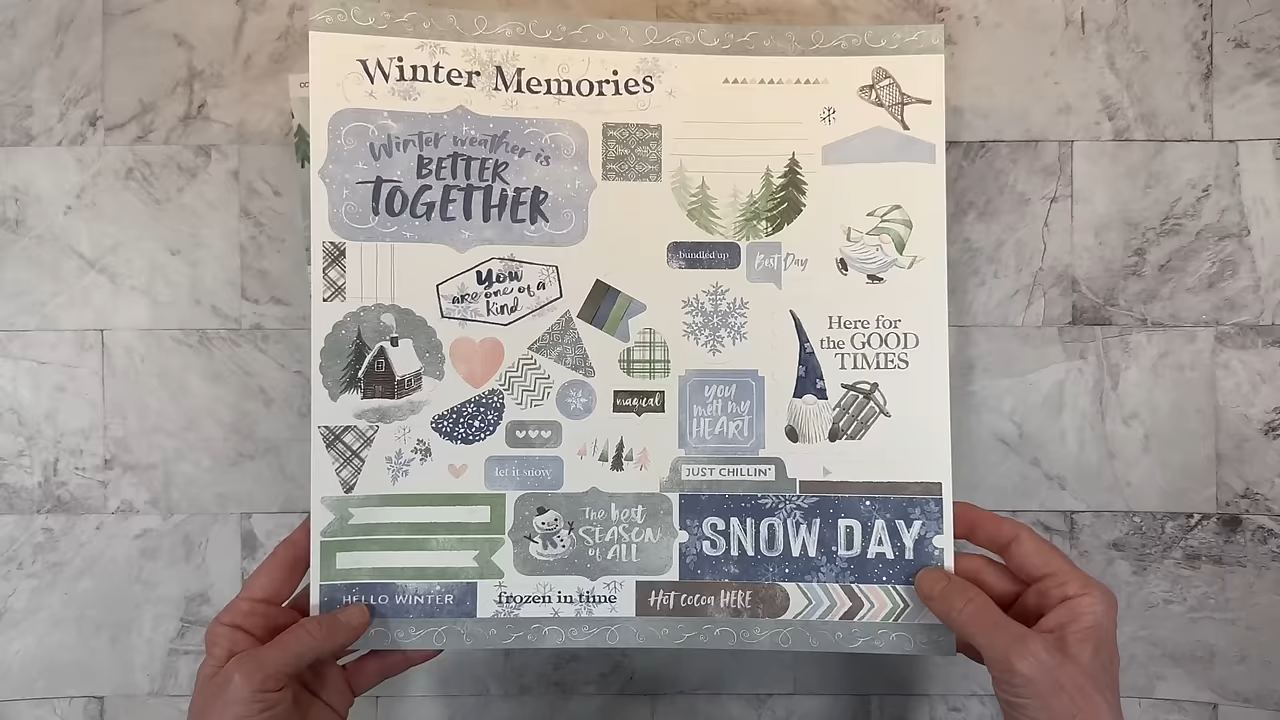 Winter Memories
Winter weather is
BETTER
TOGETHER
bundled up
Best Day
You
are one of a
Kind
Here for
the GOOD
TIMES
magical
you
melt my
HEART
let it snow
JUST CHILLIN'
The best
SEASON
of ALL
SNOW DAY
HELLO WINTER
frozen in time
Hot cocoa HERE